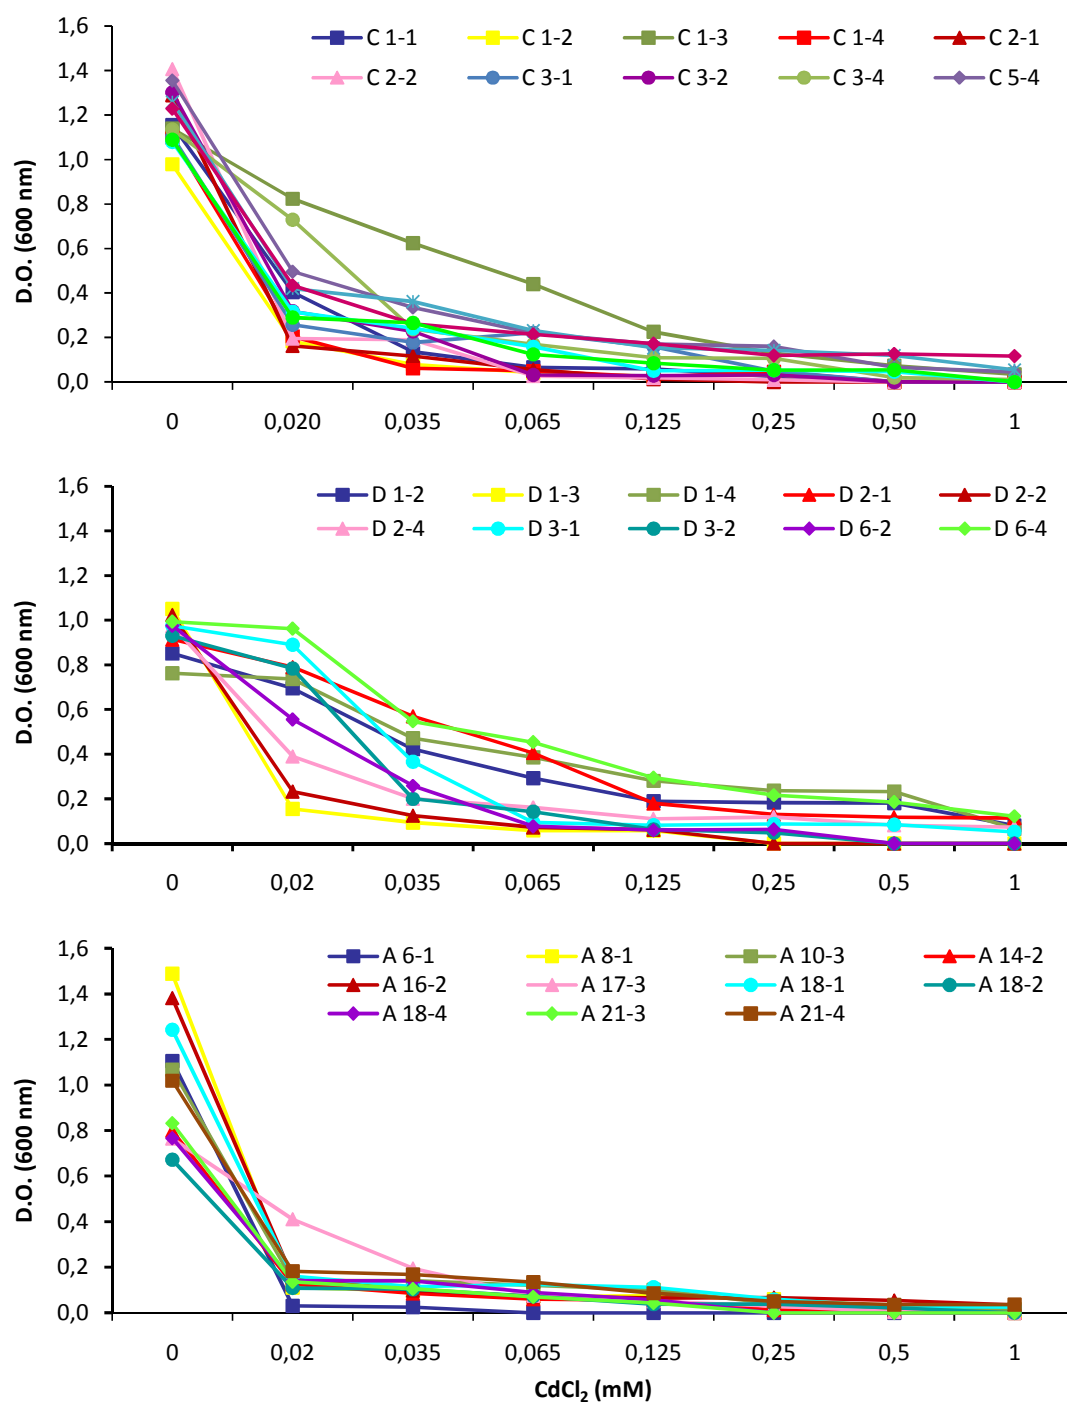 C 1-1 C 1-2 C 1-3 C 1-4 C 2-1
C 2-2 C 3-1 C 3-2 C 3-4 C 5-4
D.O. (600 nm)
1,6
1,4
1,2
1,0
0,8
0,6
0,4
0,2
0,0
0 0,020 0,035 0,065 0,125 0,25 0,50 1
D 1-2 D 1-3 D 1-4 D 2-1 D 2-2
D 2-4 D 3-1 D 3-2 D 6-2 D 6-4
D.O. (600 nm)
1,6
1,4
1,2
1,0
0,8
0,6
0,4
0,2
0,0
0 0,02 0,035 0,065 0,125 0,25 0,5 1
A 6-1 A 8-1 A 10-3 A 14-2
A 16-2 A 17-3 A 18-1 A 18-2
A 18-4 A 21-3 A 21-4
D.O. (600 nm)
1,6
1,4
1,2
1,0
0,8
0,6
0,4
0,2
0,0
0 0,02 0,035 0,065 0,125 0,25 0,5 1
CdCl₂ (mM)